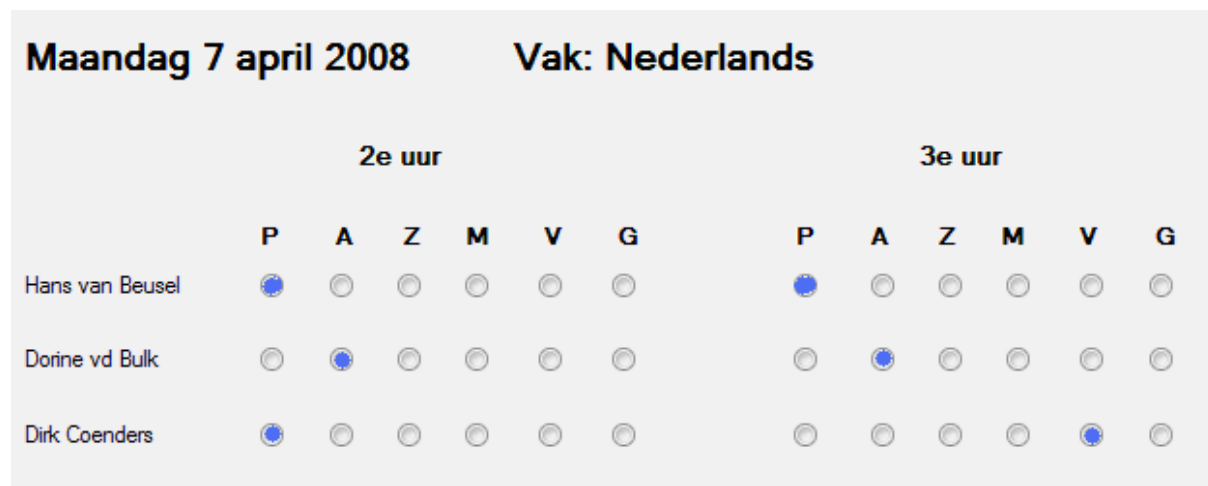 Maandag 7 april 2008 Vak: Nederlands
2e uur 3e uur
P A Z M V G P A Z M V G
Hans van Beusel
Dorine vd Bulk
Dirk Coenders